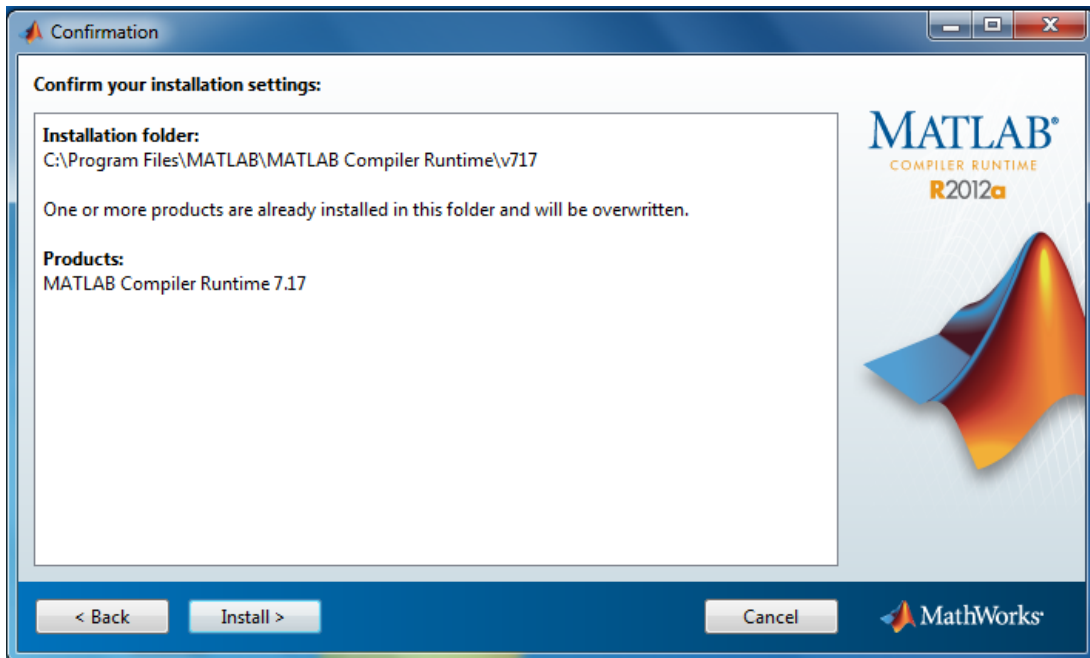 Confirmation
Confirm your installation settings:
Installation folder:
C:\Program Files\MATLAB\MATLAB Compiler Runtime\v717
One or more products are already installed in this folder and will be overwritten.
Products:
MATLAB Compiler Runtime 7.17
MATLAB®
COMPILER RUNTIME
R2012a
< Back
Install >
Cancel
MathWorks®